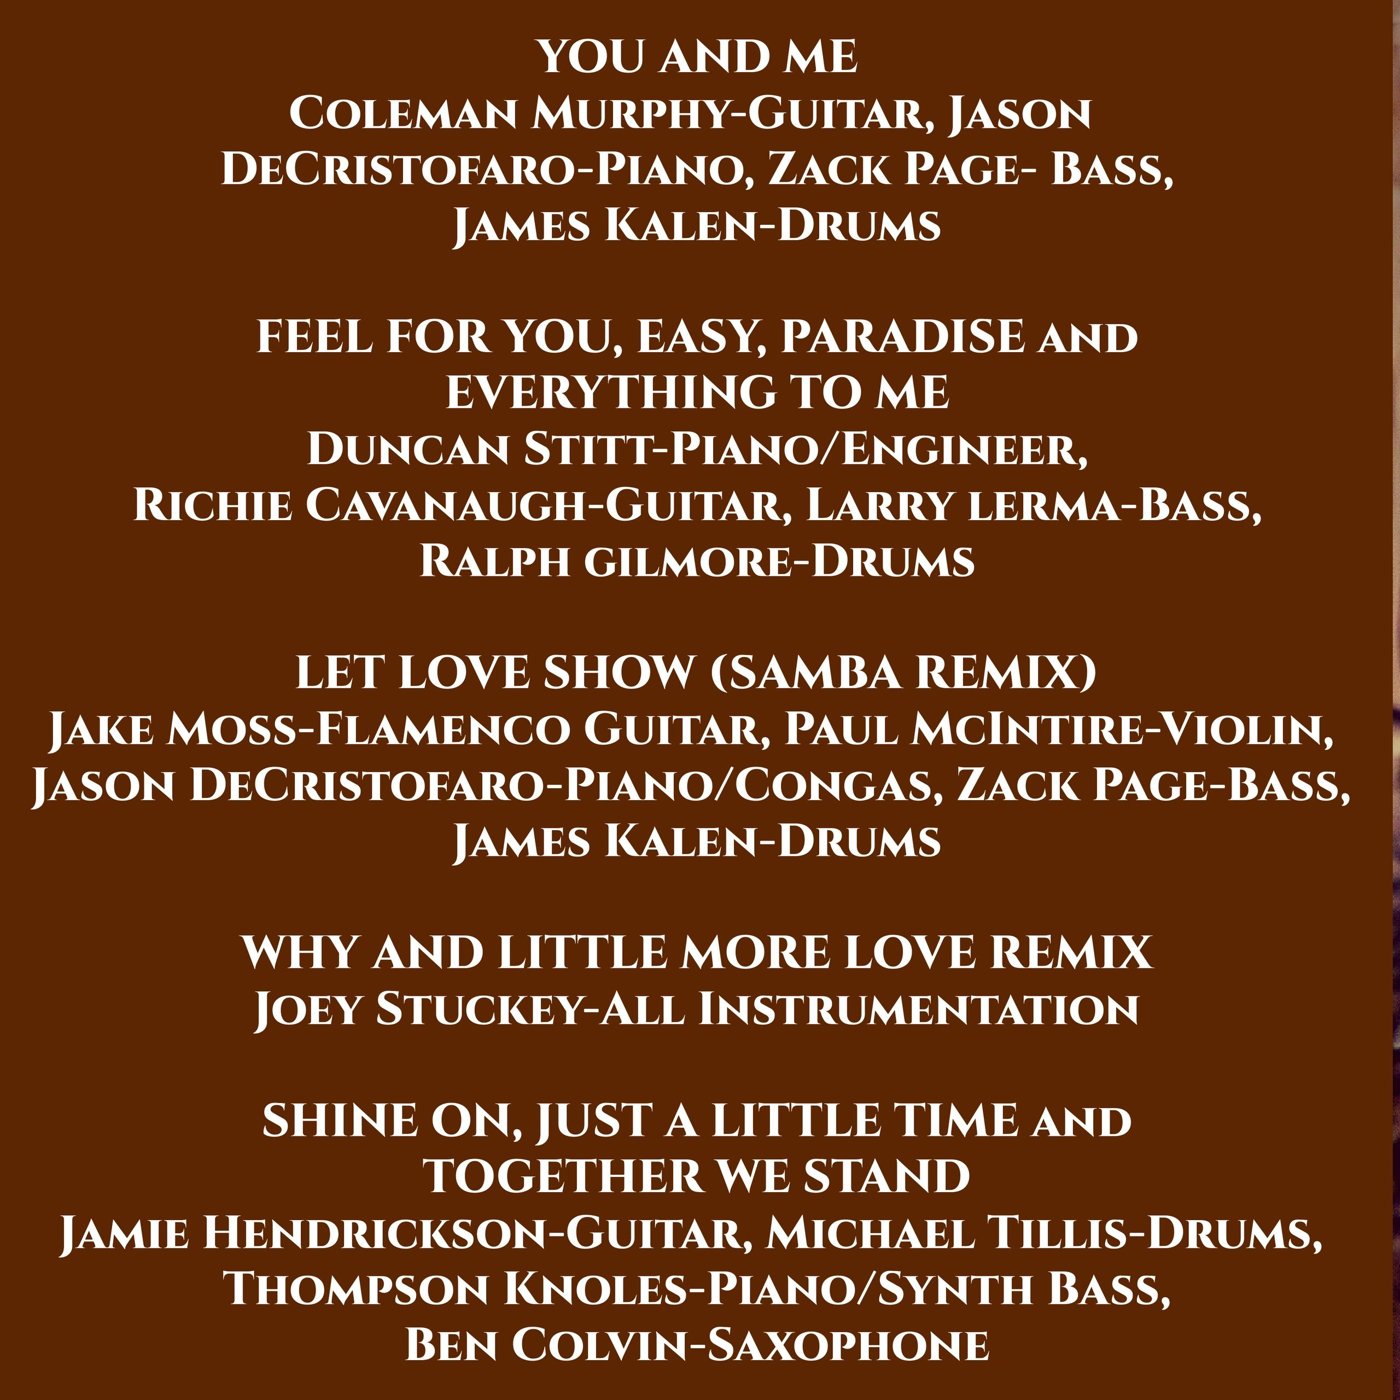 YOU AND ME
Coleman Murphy-Guitar, Jason
DeCristofaro-Piano, Zack Page- Bass,
James Kalen-Drums
FEEL FOR YOU, EASY, PARADISE and
EVERYTHING TO ME
Duncan Stitt-Piano/Engineer,
Richie Cavanaugh-Guitar, Larry lerma-Bass,
Ralph gilmore-Drums
LET LOVE SHOW (SAMBA REMIX)
Jake Moss-Flamenco Guitar, Paul McIntire-Violin,
Jason DeCristofaro-Piano/Congas, Zack Page-Bass,
James Kalen-Drums
WHY AND LITTLE MORE LOVE REMIX
Joey Stuckey-All Instrumentation
SHINE ON, JUST A LITTLE TIME and
TOGETHER WE STAND
Jamie Hendrickson-Guitar, Michael Tillis-Drums,
Thompson Knoles-Piano/Synth Bass,
Ben Colvin-Saxophone